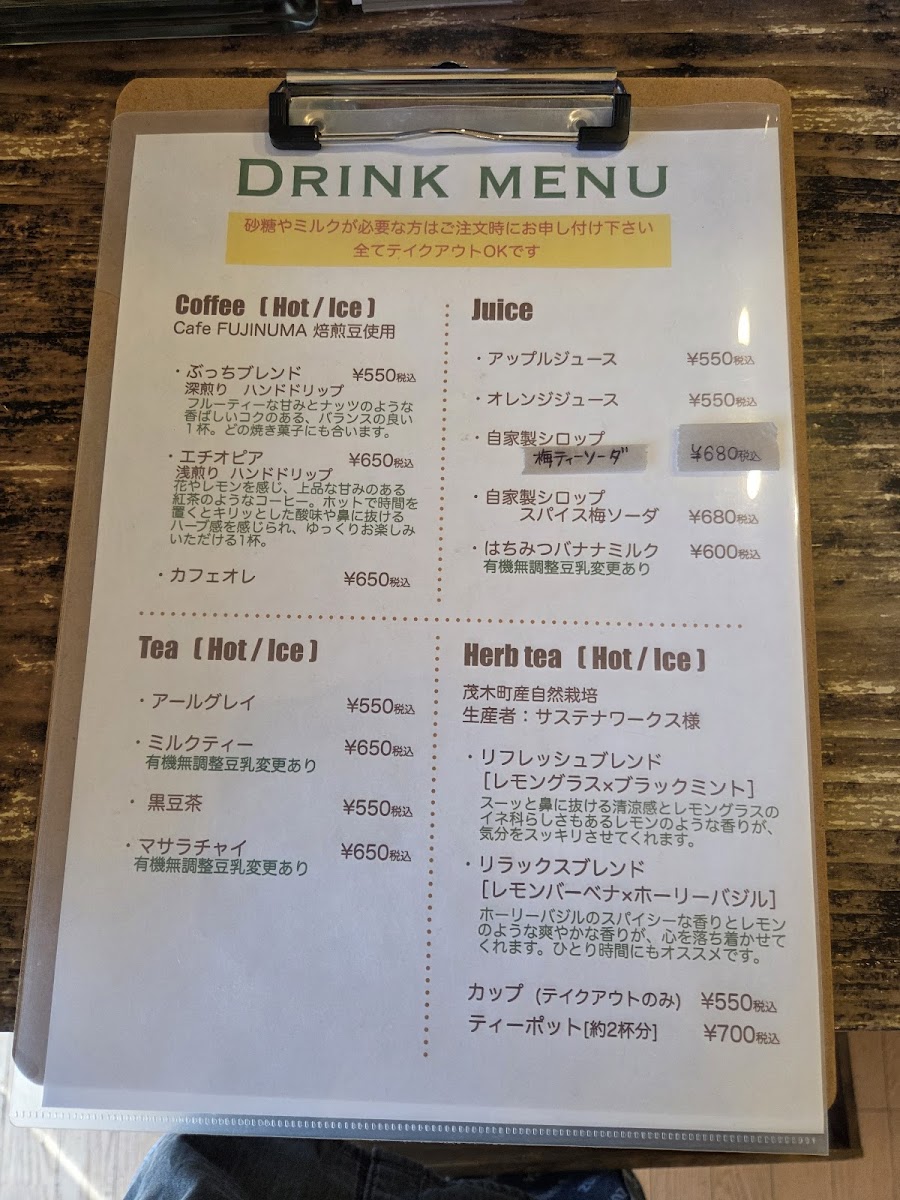 DRINK MENU
砂糖やミルクが必要な方はご注文時にお申し付け下さい
全てテイクアウトOKです
Coffee ( Hot / Ice )
Cafe FUJINUMA 焙煎豆使用
・ぶっちブレンド ¥550税込
深煎り ハンドドリップ
フルーティーな甘みとナッツのような
香ばしいコクのある、バランスの良い
1杯。どの焼き菓子にも合います。
・エチオピア ¥650税込
浅煎り ハンドドリップ
花やレモンを感じ、上品な甘みのある
紅茶のようなコーヒー。ホットで時間を
置くとキリッとした酸味や鼻に抜ける
ハーブ感を感じられ、ゆっくりお楽しみ
いただける1杯。
・カフェオレ ¥650税込
Juice
・アップルジュース ¥550税込
・オレンジジュース ¥550税込
・自家製シロップ
梅ティーソーダ ¥680税込
・自家製シロップ
スパイス梅ソーダ ¥680税込
・はちみつバナナミルク ¥600税込
有機無調整豆乳変更あり
Tea ( Hot / Ice )
・アールグレイ ¥550税込
・ミルクティー ¥650税込
有機無調整豆乳変更あり
・黒豆茶 ¥550税込
・マサラチャイ ¥650税込
有機無調整豆乳変更あり
Herb tea ( Hot / Ice )
茂木町産自然栽培
生産者：サステナワークス様
・リフレッシュブレンド
［レモングラス×ブラックミント］
スーッと鼻に抜ける清涼感とレモングラスの
イネ科らしさもあるレモンのような香りが、
気分をスッキリさせてくれます。
・リラックスブレンド
［レモンバーベナ×ホーリーバジル］
ホーリーバジルのスパイシーな香りとレモン
のような爽やかな香りが、心を落ち着かせて
くれます。ひとり時間にもオススメです。
カップ (テイクアウトのみ) ¥550税込
ティーポット[約2杯分] ¥700税込